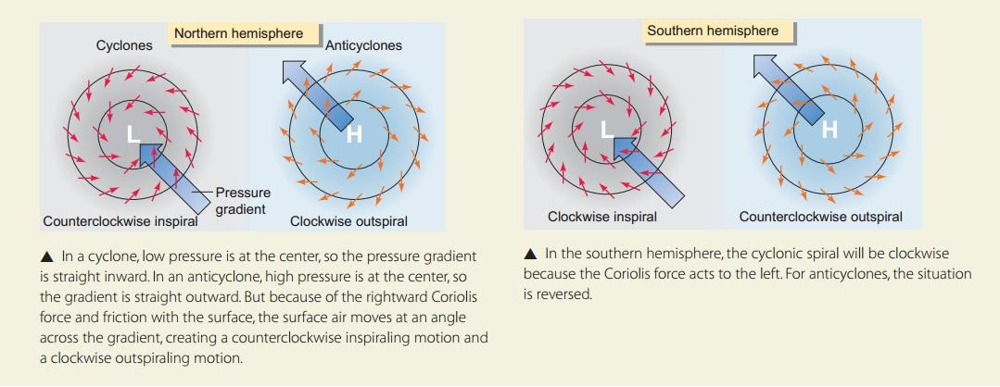 Northern hemisphere
Cyclones
Anticyclones
L
H
Pressure
gradient
Counterclockwise inspiral
Clockwise outspiral
▲ In a cyclone, low pressure is at the center, so the pressure gradient
is straight inward. In an anticyclone, high pressure is at the center, so
the gradient is straight outward. But because of the rightward Coriolis
force and friction with the surface, the surface air moves at an angle
across the gradient, creating a counterclockwise inspiraling motion and
a clockwise outspiraling motion.
Southern hemisphere
L
H
Clockwise inspiral
Counterclockwise outspiral
▲ In the southern hemisphere, the cyclonic spiral will be clockwise
because the Coriolis force acts to the left. For anticyclones, the situation
is reversed.